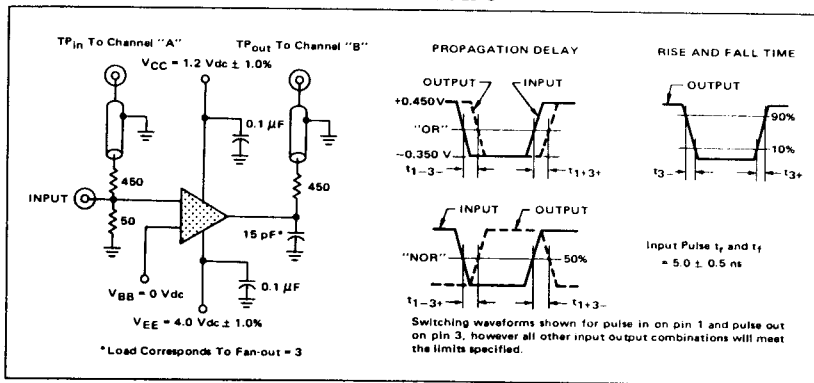 TPin To Channel "A"
TPout To Channel "B"
VCC = 1.2 Vdc ± 1.0%
0.1 µF
450
450
INPUT
50
15 pF*
VBB = 0 Vdc
0.1 µF
VEE = 4.0 Vdc ± 1.0%
*Load Corresponds To Fan-out = 3
PROPAGATION DELAY
OUTPUT
INPUT
+0.450 V
"OR"
-0.350 V
t1-3-
t1+3+
INPUT
OUTPUT
"NOR"
50%
t1-3+
t1+3-
RISE AND FALL TIME
OUTPUT
90%
10%
t3-
t3+
Input Pulse tr and tf
= 5.0 ± 0.5 ns
Switching waveforms shown for pulse in on pin 1 and pulse out
on pin 3, however all other input output combinations will meet
the limits specified.